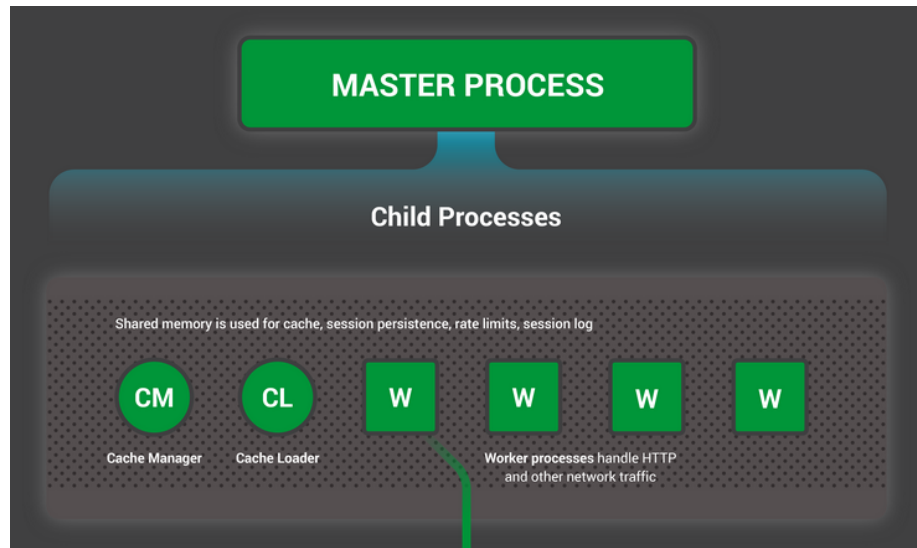 MASTER PROCESS
Child Processes
Shared memory is used for cache, session persistence, rate limits, session log
CM
CL
W
W
W
W
Cache Manager
Cache Loader
Worker processes handle HTTP
and other network traffic